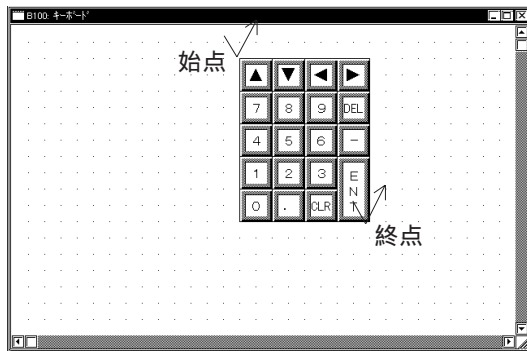 B100: ｷｰﾎﾞｰﾄﾞ
始点
▲ ▼ ◀ ▶
7 8 9 DEL
4 5 6 −
1 2 3 ENT
0 . CLR
終点